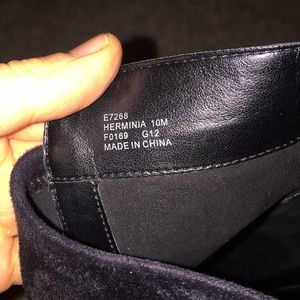 E7268
HERMINIA 10M
F0169 G12
MADE IN CHINA